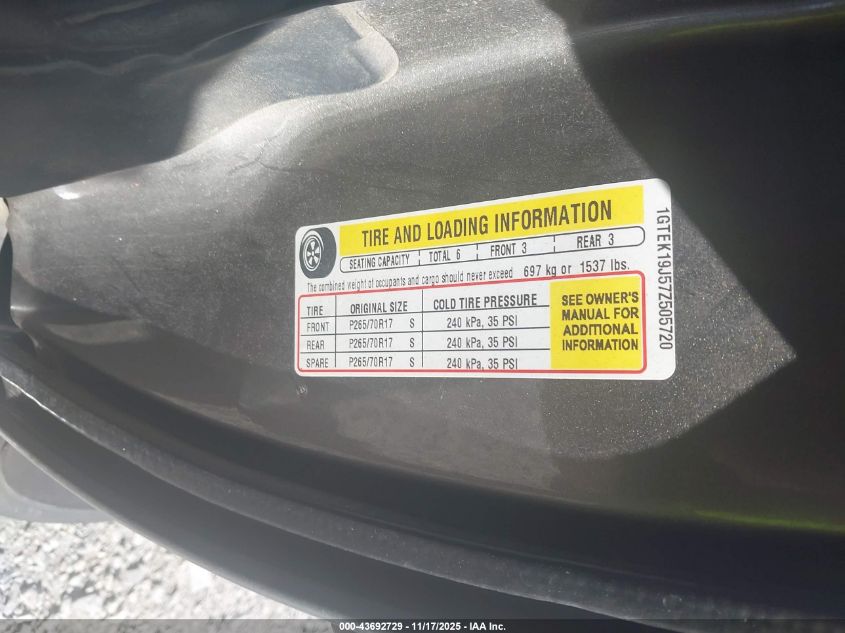 TIRE AND LOADING INFORMATION
SEATING CAPACITY TOTAL 6 FRONT 3 REAR 3
The combined weight of occupants and cargo should never exceed 697 kg or 1537 lbs.
TIRE ORIGINAL SIZE COLD TIRE PRESSURE
FRONT P265/70R17 S 240 kPa, 35 PSI
REAR P265/70R17 S 240 kPa, 35 PSI
SPARE P265/70R17 S 240 kPa, 35 PSI
SEE OWNER'S
MANUAL FOR
ADDITIONAL
INFORMATION
1GTEK19J57Z505720
000-43692729 - 11/17/2025 - IAA Inc.